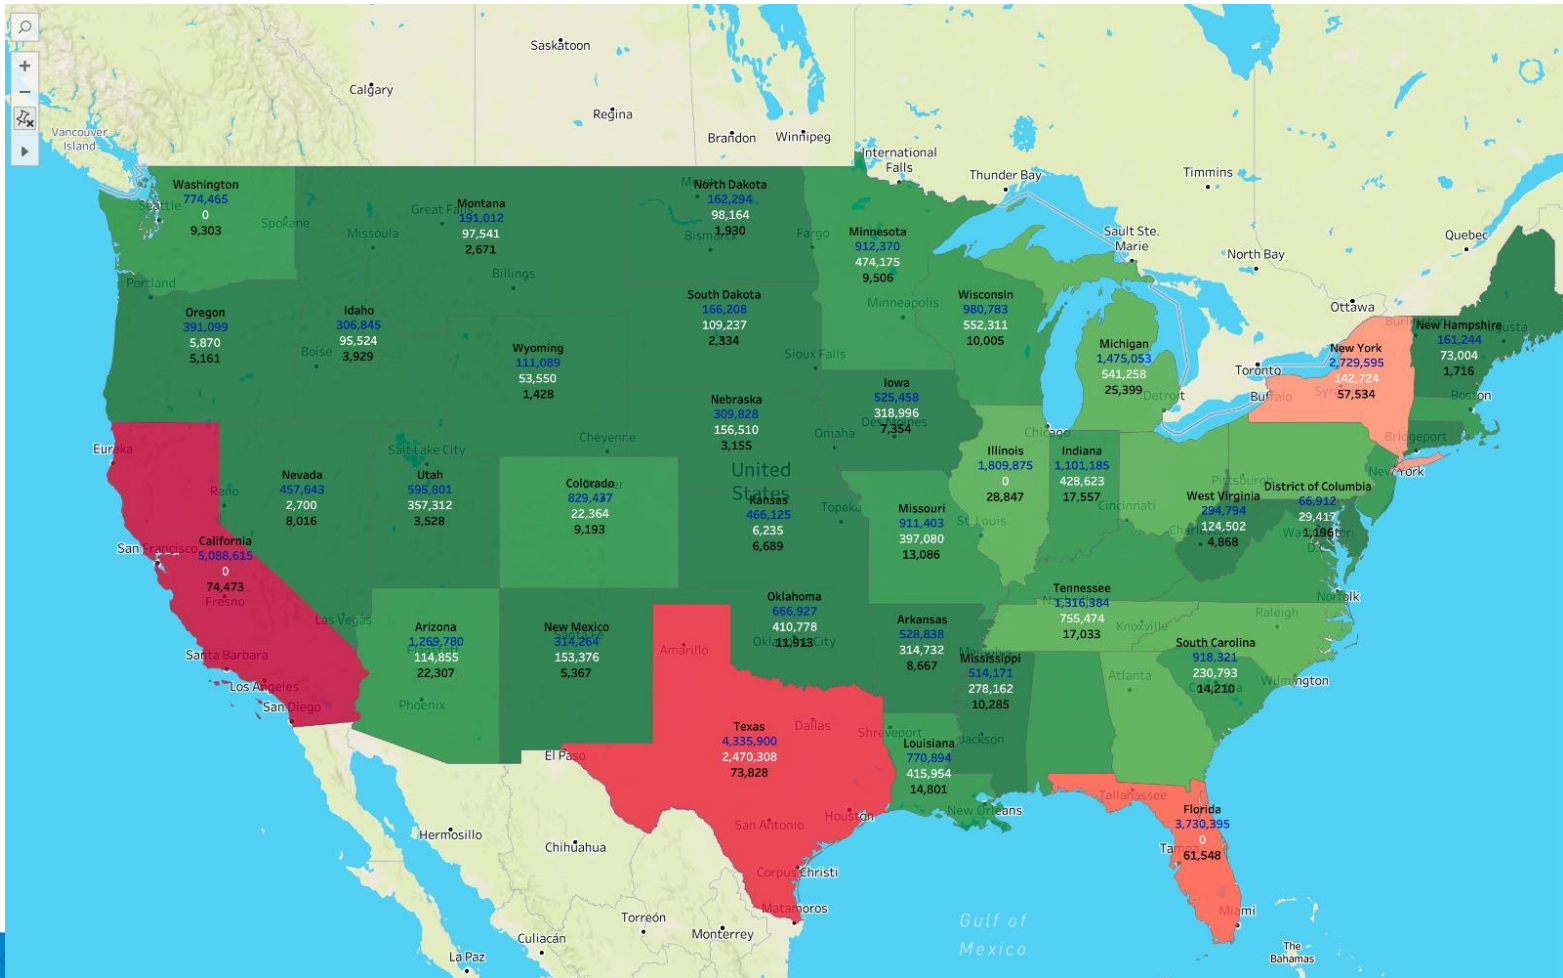 Saskatoon
Calgary
Regina
Vancouver
Island
Brandon
Winnipeg
International
Falls
Thunder Bay
Timmins
Sault Ste.
Marie
North Bay
Quebec
Ottawa
Toronto
Washington
774,465
0
9,303
Seattle
Spokane
Portland
Great Falls
Missoula
Montana
191,012
97,541
2,671
Billings
North Dakota
162,294
98,164
1,930
Bismarck
Fargo
Minnesota
912,370
474,175
9,506
Minneapolis
Wisconsin
980,783
552,311
10,005
Michigan
1,475,053
541,258
25,399
Detroit
New York
2,729,595
142,724
57,534
Buffalo
New Hampshire
161,244
73,004
1,716
Boston
Bridgeport
New York
Oregon
391,099
5,870
5,161
Idaho
306,845
95,524
3,929
Boise
Wyoming
111,089
53,550
1,428
Cheyenne
South Dakota
166,208
109,237
2,334
Sioux Falls
Nebraska
309,828
156,510
3,155
Omaha
Iowa
525,458
318,996
7,354
Des Moines
Chicago
Illinois
1,809,875
0
28,847
Indiana
1,101,185
428,623
17,557
Cincinnati
Pittsburgh
West Virginia
294,794
124,502
4,868
Charleston
District of Columbia
66,912
29,417
1,196
Norfolk
Eureka
Reno
Nevada
457,643
2,700
8,016
Salt Lake City
Utah
595,801
357,312
3,528
Colorado
829,437
22,364
9,193
United
States
Kansas
466,125
6,235
6,689
Topeka
Missouri
911,403
397,080
13,086
St. Louis
San Francisco
California
5,088,615
0
74,473
Fresno
Las Vegas
Santa Barbara
Los Angeles
San Diego
Arizona
1,269,780
114,855
22,307
Flagstaff
Phoenix
New Mexico
314,264
153,376
5,367
Santa Fe
Amarillo
Oklahoma
666,927
410,778
11,913
Oklahoma City
Arkansas
528,838
314,732
8,667
Memphis
Tennessee
1,316,384
755,474
17,033
Knoxville
Raleigh
South Carolina
918,321
230,793
14,210
Wilmington
Atlanta
Mississippi
514,171
278,162
10,285
Jackson
Texas
4,335,900
2,470,308
73,828
Dallas
Shreveport
Louisiana
770,894
415,954
14,801
New Orleans
El Paso
San Antonio
Houston
Corpus Christi
Matamoros
Tallahassee
Florida
3,730,395
0
61,548
Miami
Hermosillo
Chihuahua
Torreón
Monterrey
Culiacán
La Paz
Gulf of
Mexico
The
Bahamas